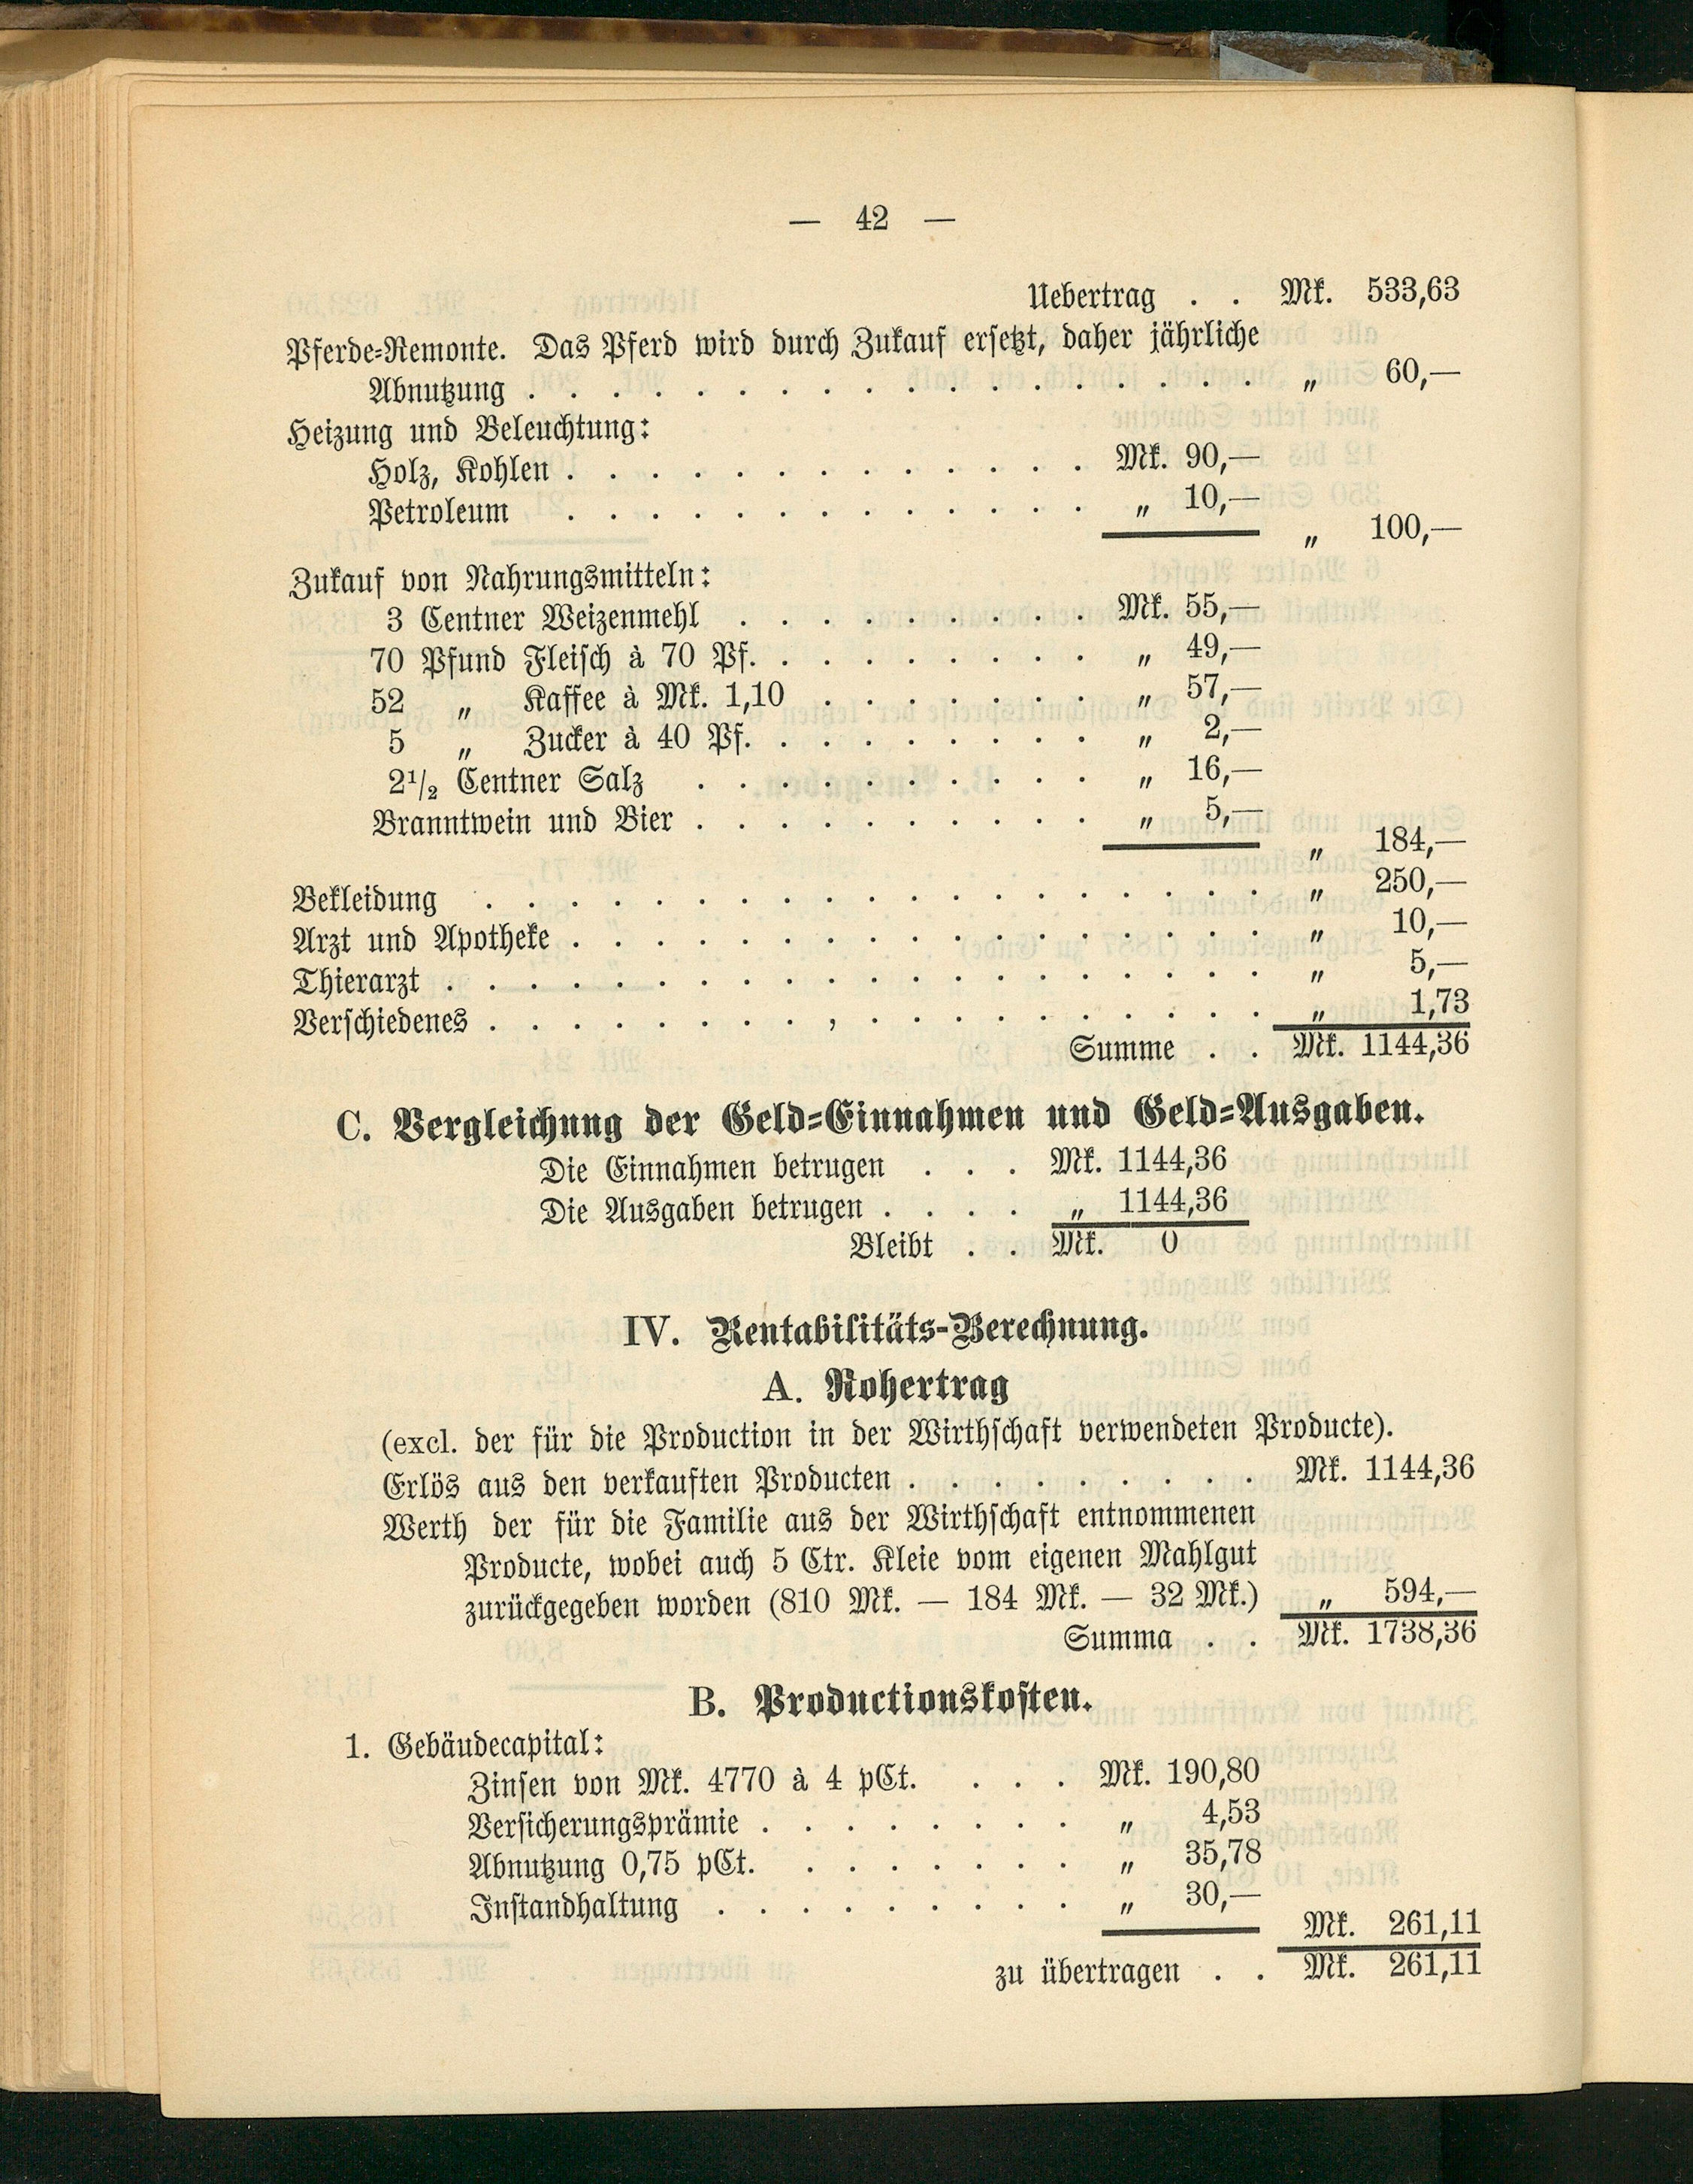 — 42 —
Uebertrag . . Mk. 533,63
Pferde-Remonte. Das Pferd wird durch Zukauf ersetzt, daher jährliche
Abnutzung . . . . . . . . . . . . . . . . . . „ 60,—
Heizung und Beleuchtung:
Holz, Kohlen . . . . . . . . . . . . . Mk. 90,—
Petroleum . . . . . . . . . . . . . „ 10,—
„ 100,—
Zukauf von Nahrungsmitteln:
3 Centner Weizenmehl . . . . . . . . . Mk. 55,—
70 Pfund Fleisch à 70 Pf. . . . . . . . . „ 49,—
52 „ Kaffee à Mk. 1,10 . . . . . . . „ 57,—
5 „ Zucker à 40 Pf. . . . . . . . . „ 2,—
2½ Centner Salz . . . . . . . . . . „ 16,—
Branntwein und Bier . . . . . . . . . . „ 5,—
„ 184,—
Bekleidung . . . . . . . . . . . . . . . . . . . „ 250,—
Arzt und Apotheke . . . . . . . . . . . . . . . . . „ 10,—
Thierarzt . . . . . . . . . . . . . . . . . . . . „ 5,—
Verschiedenes . . . . . . . . , . . . . . . . . . . „ 1,73
Summe . . Mk. 1144,36
C. Vergleichung der Geld-Einnahmen und Geld-Ausgaben.
Die Einnahmen betrugen . . . Mk. 1144,36
Die Ausgaben betrugen . . . . „ 1144,36
Bleibt . . Mk. 0
IV. Rentabilitäts-Berechnung.
A. Rohertrag
(excl. der für die Production in der Wirthschaft verwendeten Producte).
Erlös aus den verkauften Producten . . . . . . . . . Mk. 1144,36
Werth der für die Familie aus der Wirthschaft entnommenen
Producte, wobei auch 5 Ctr. Kleie vom eigenen Mahlgut
zurückgegeben worden (810 Mk. — 184 Mk. — 32 Mk.) „ 594,—
Summa . . Mk. 1738,36
B. Productionskosten.
1. Gebäudecapital:
Zinsen von Mk. 4770 à 4 pCt. . . . Mk. 190,80
Versicherungsprämie . . . . . . . . „ 4,53
Abnutzung 0,75 pCt. . . . . . . . „ 35,78
Instandhaltung . . . . . . . . . „ 30,—
Mk. 261,11
zu übertragen . . Mk. 261,11